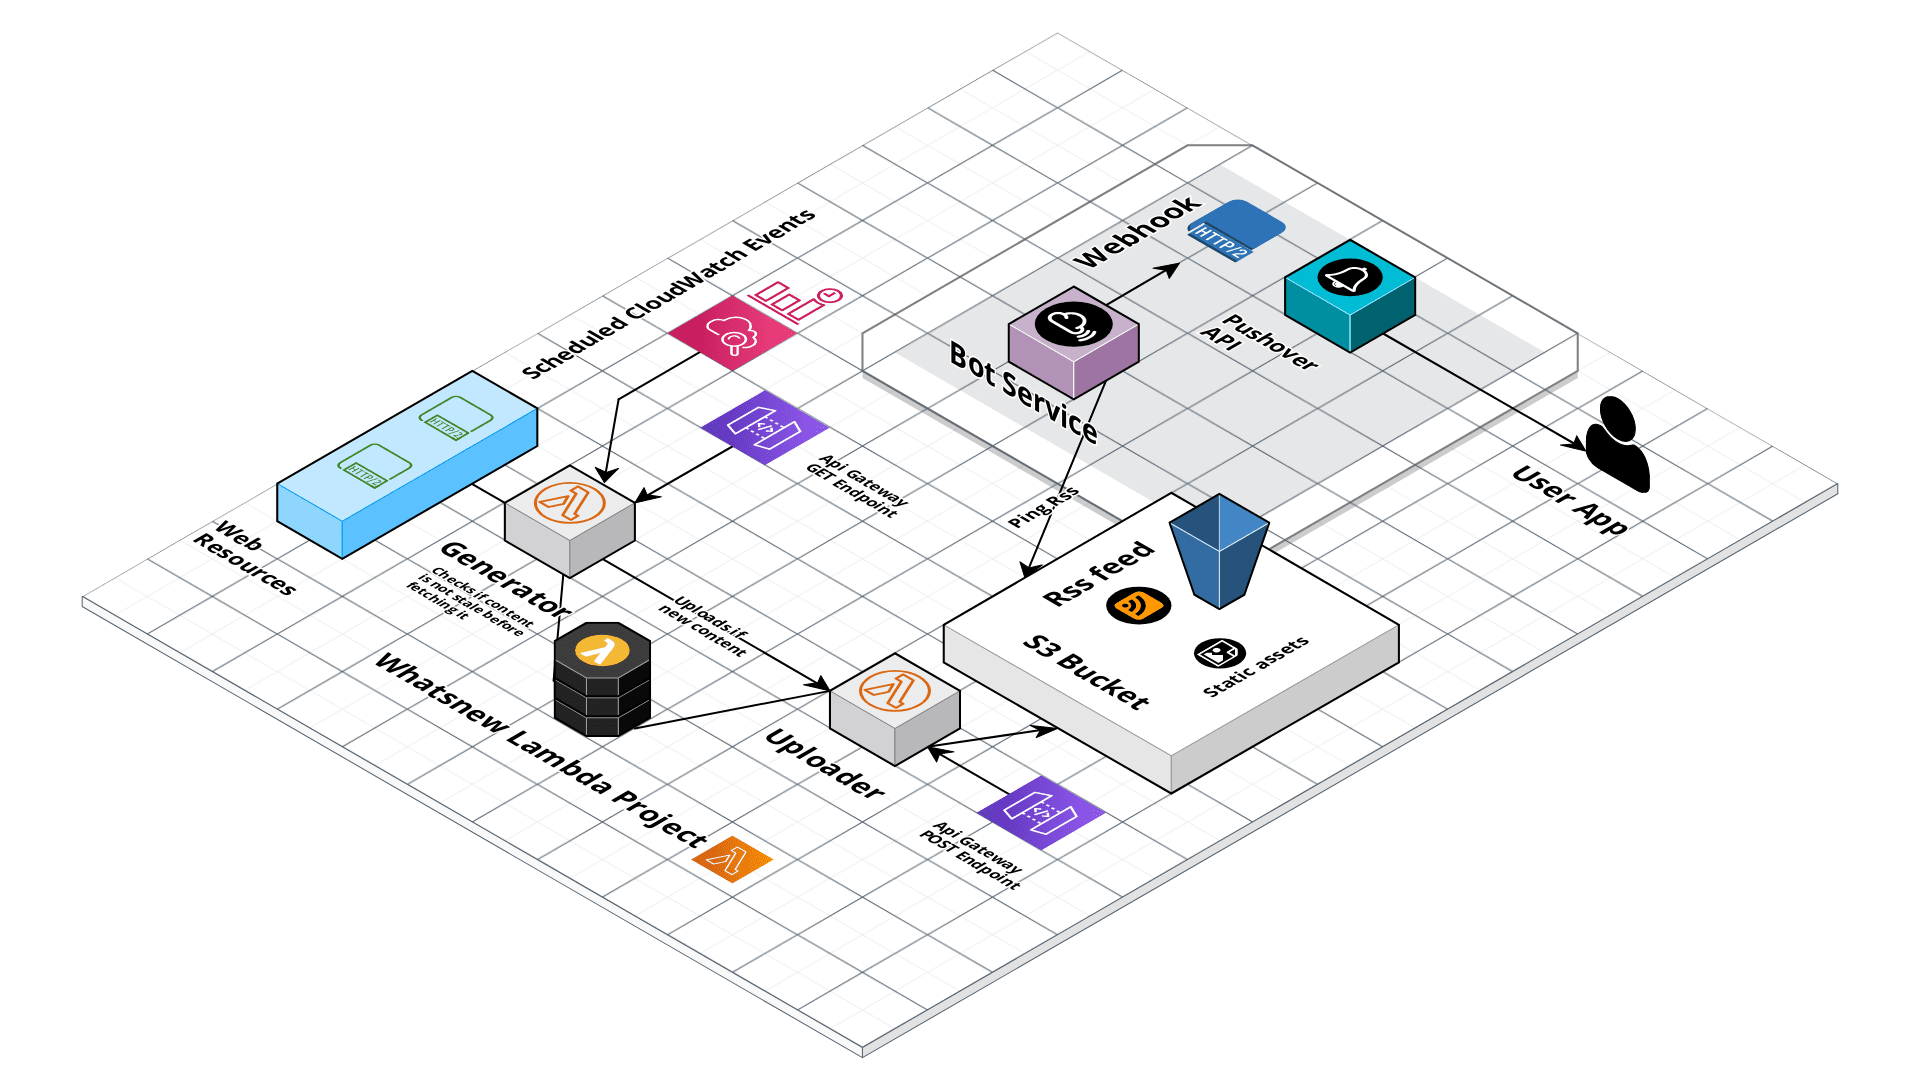 Scheduled CloudWatch Events
Webhook
HTTP/2
Bot Service
Pushover
API
User App
HTTP/2
HTTP/2
Web
Resources
Api Gateway
GET Endpoint
Ping Rss
Generator
Checks if content
is not stale before
fetching it
Uploads if
new content
Rss feed
S3 Bucket
Static assets
Whatsnew Lambda Project
Uploader
Api Gateway
POST Endpoint